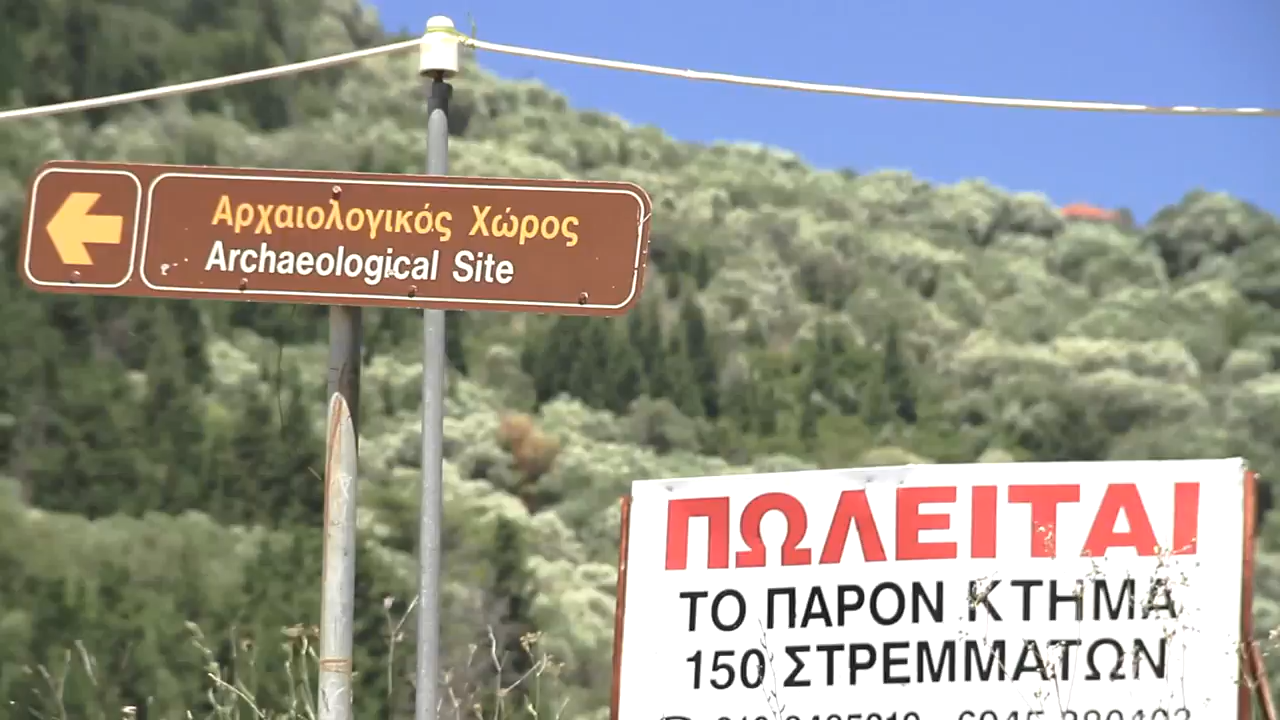 Αρχαιολογικός Χώρος
Archaeological Site
ΠΩΛΕΙΤΑΙ
ΤΟ ΠΑΡΟΝ ΚΤΗΜΑ
150 ΣΤΡΕΜΜΑΤΩΝ